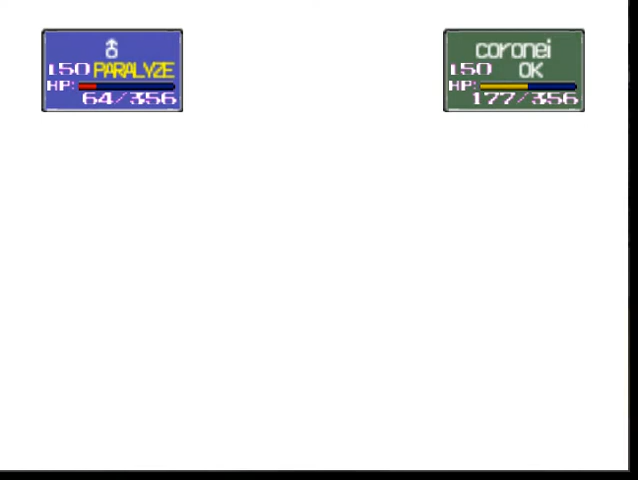 ♂
L50 PARALYZE
HP:
64/356
coronei
L50 OK
HP:
177/356